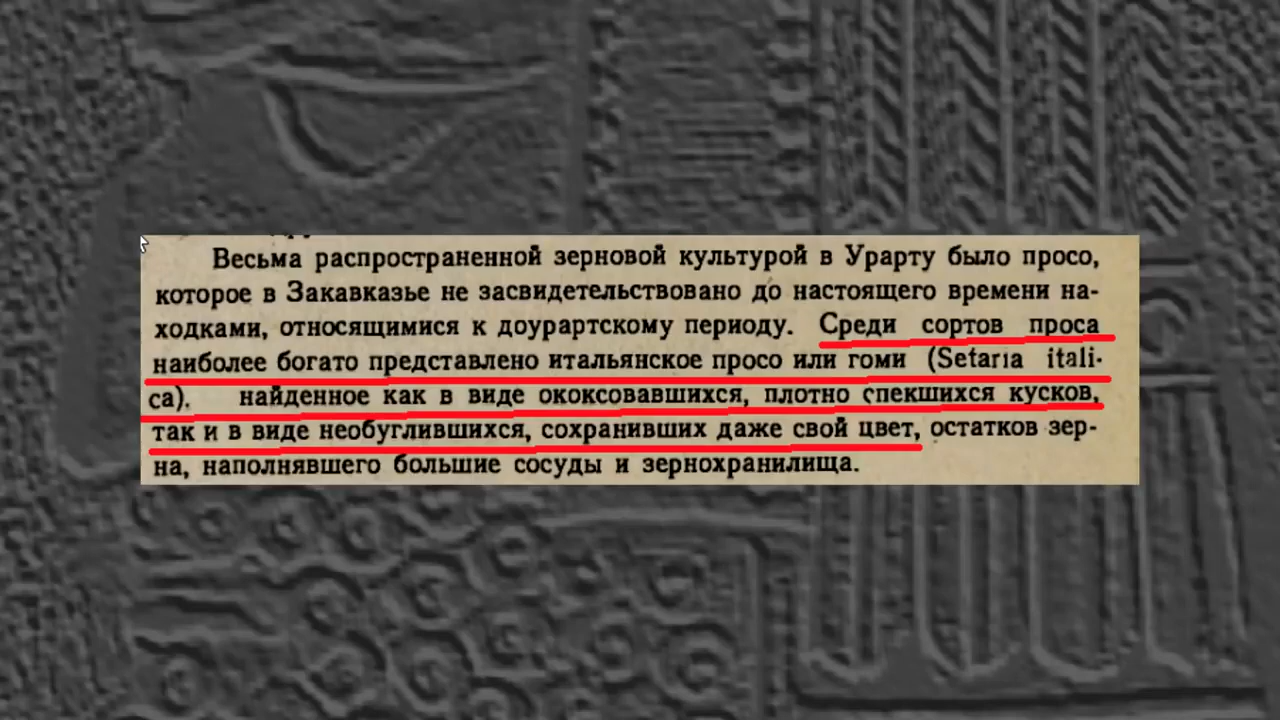 Весьма распространенной зерновой культурой в Урарту было просо,
которое в Закавказье не засвидетельствовано до настоящего времени на-
ходками, относящимися к доурартскому периоду. Среди сортов проса
наиболее богато представлено итальянское просо или гоми (Setaria itali-
ca). найденное как в виде ококсовавшихся, плотно спекшихся кусков,
так и в виде необуглившихся, сохранивших даже свой цвет, остатков зер-
на, наполнявшего большие сосуды и зернохранилища.